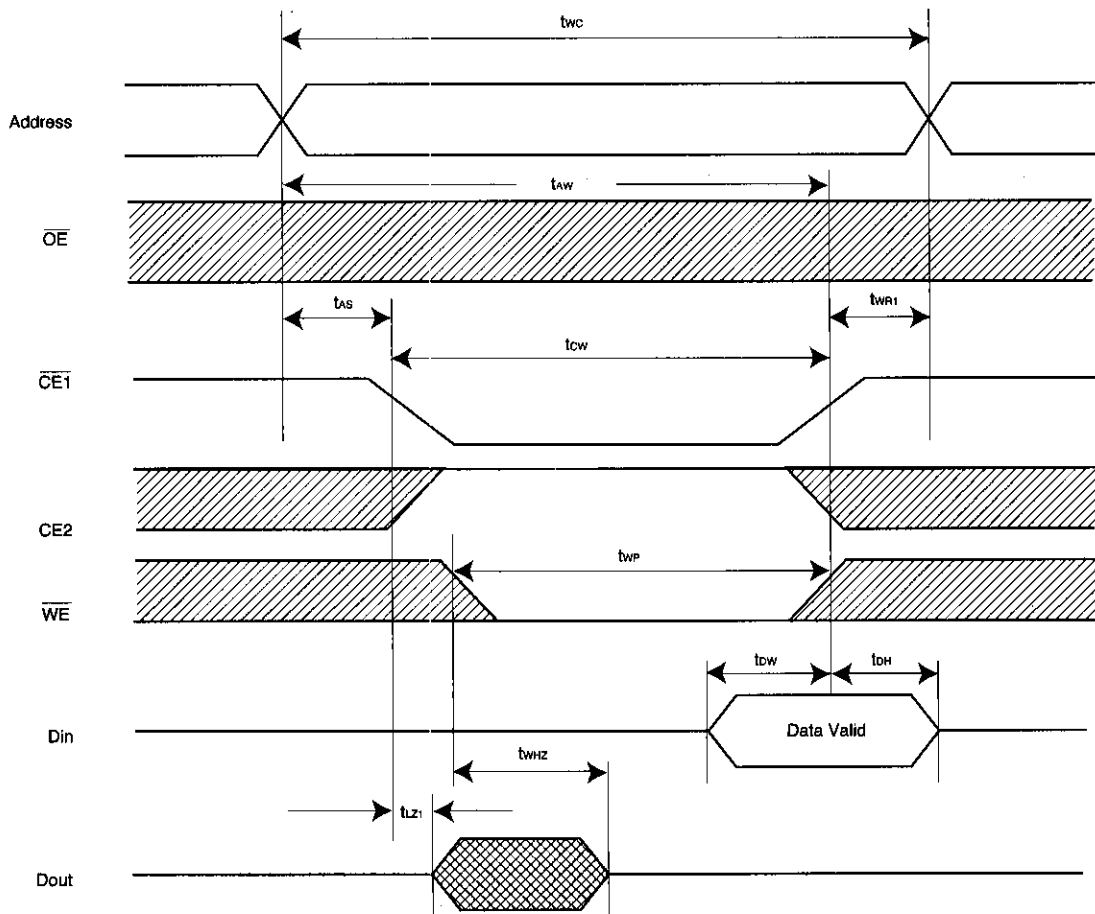 tWC
Address
tAW
OE
tAS
tWR1
tCW
CE1
CE2
tWP
WE
tDW
tDH
Data Valid
Din
tWHZ
tLZ1
Dout